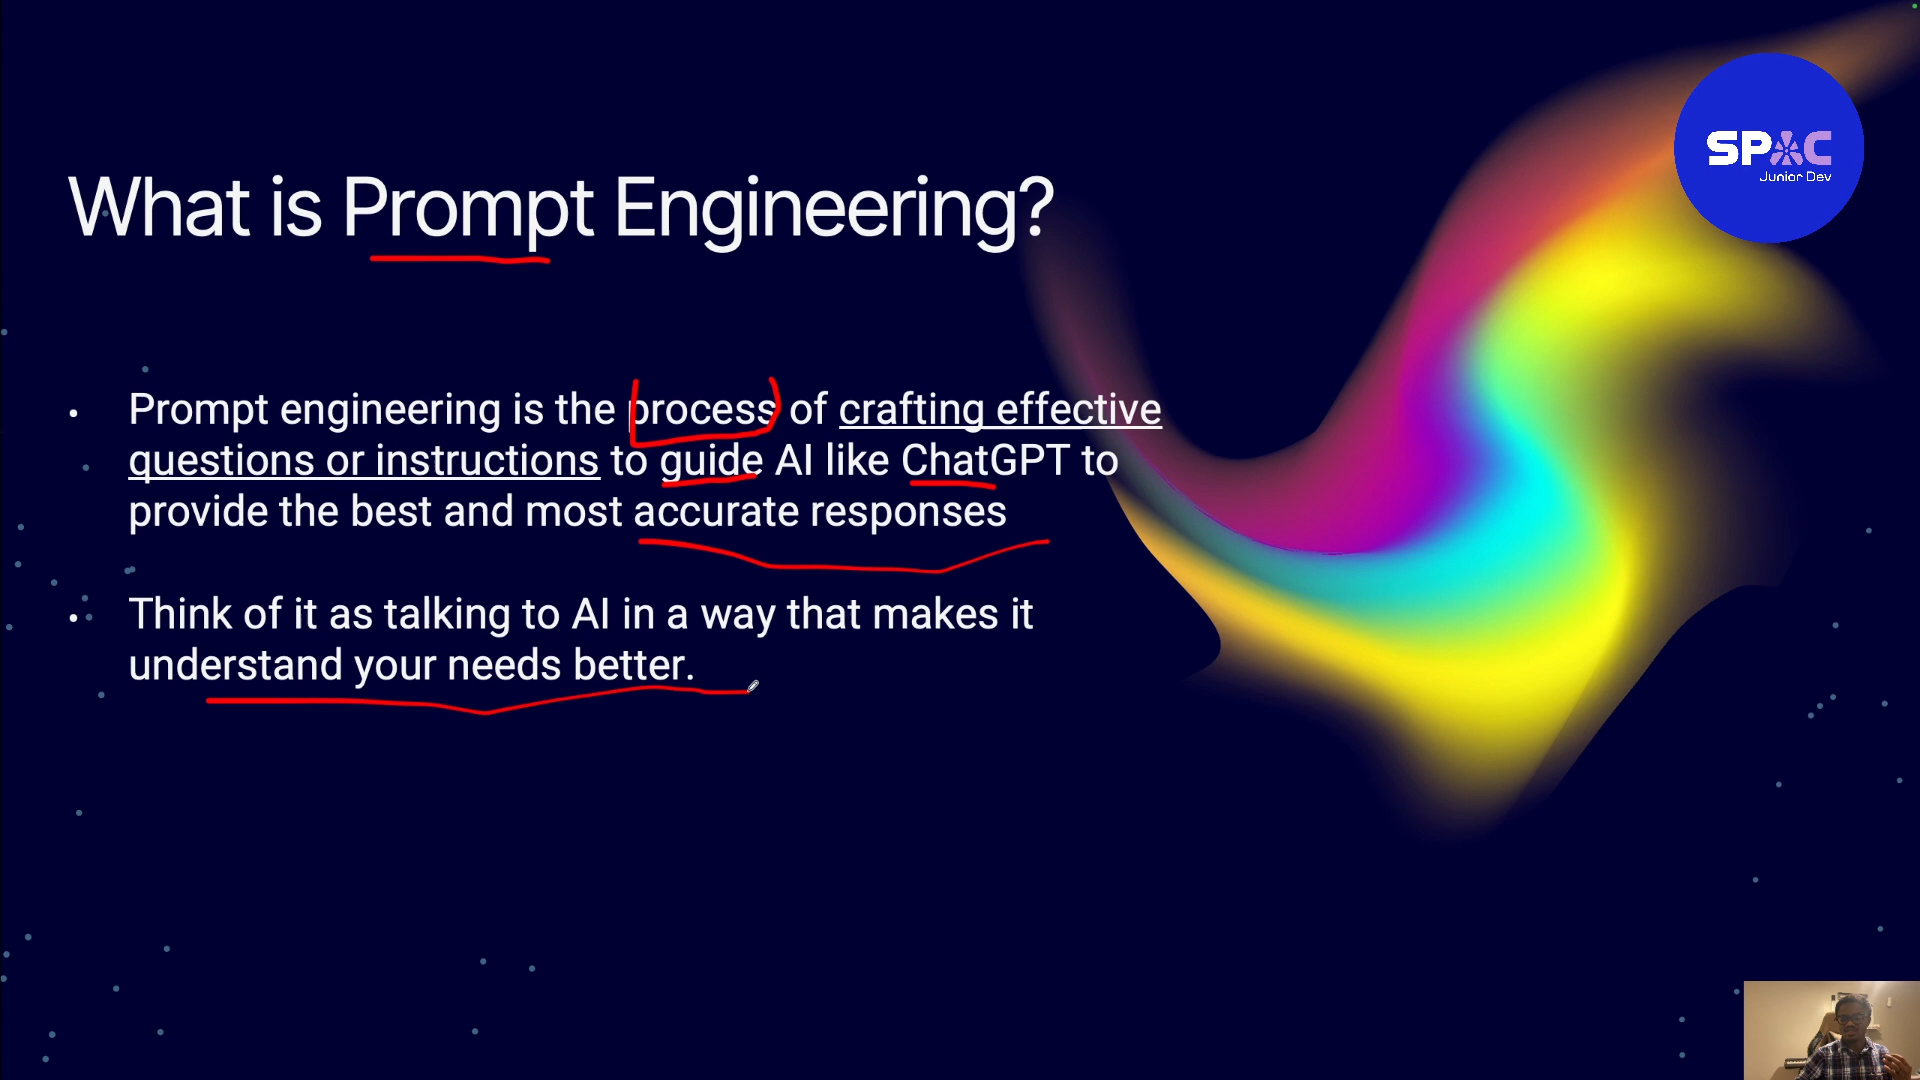 SPAC
Junior Dev
What is Prompt Engineering?
• Prompt engineering is the process of crafting effective
questions or instructions to guide AI like ChatGPT to
provide the best and most accurate responses
• Think of it as talking to AI in a way that makes it
understand your needs better.